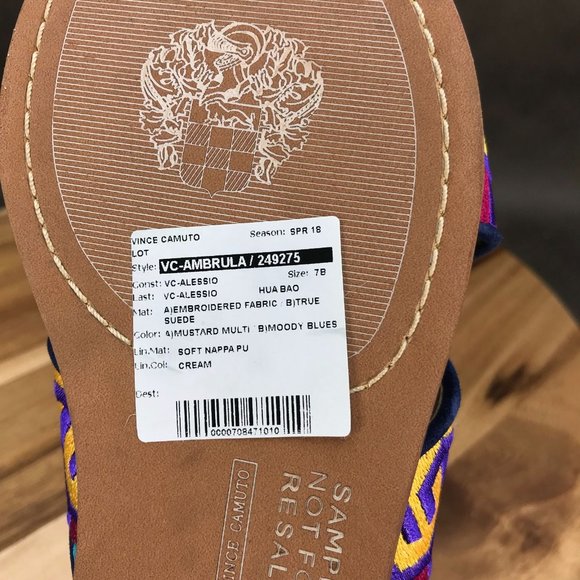 VINCE CAMUTO Season: SPR 18
LOT
Style: VC-AMBRULA / 249275
Const: VC-ALESSIO Size: 7B
Last: VC-ALESSIO HUA BAO
Mat: A)EMBROIDERED FABRIC B)TRUE
SUEDE
Color: A)MUSTARD MULTI B)MOODY BLUES
Lin.Mat: SOFT NAPPA PU
Lin.Col: CREAM
Dest:
0000708471010
VINCE CAMUTO
SAMP
NOT FO
RESAL